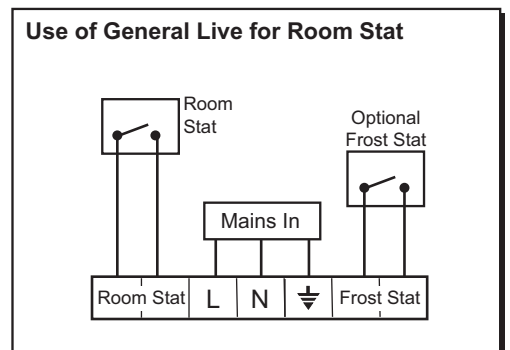 Use of General Live for Room Stat
Room
Stat
Optional
Frost Stat
Mains In
Room Stat L N Frost Stat